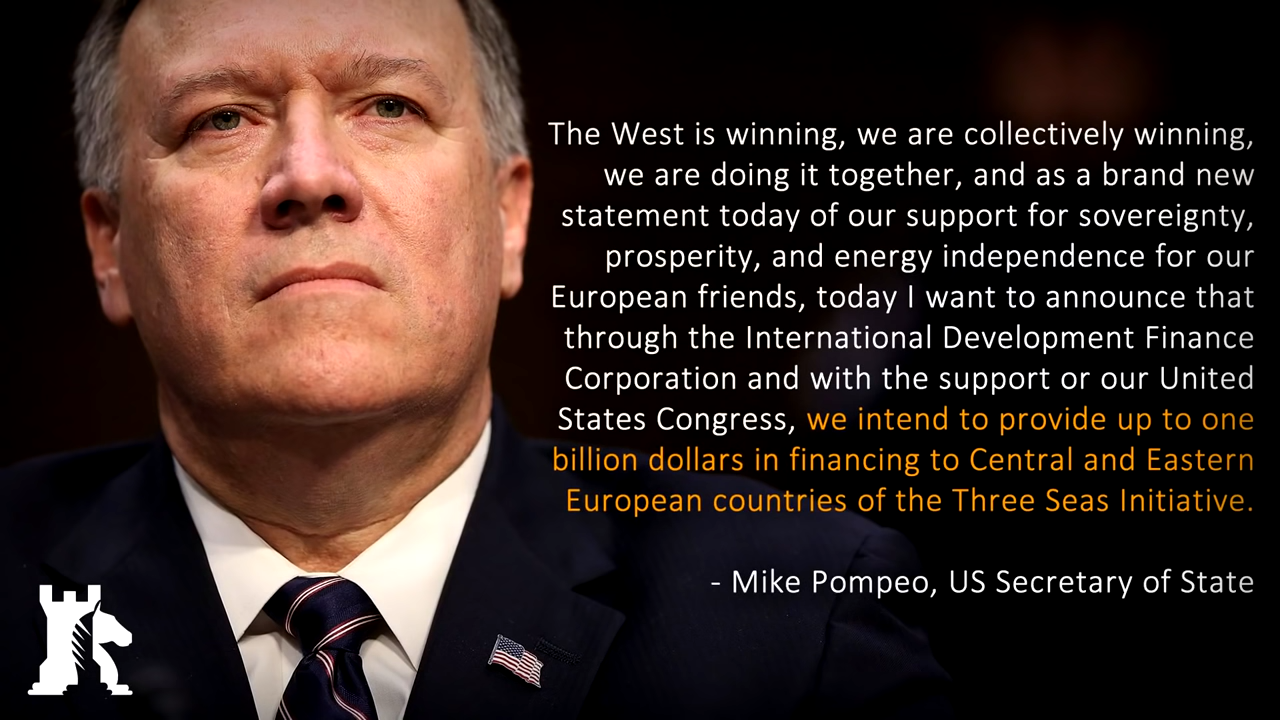 The West is winning, we are collectively winning,
we are doing it together, and as a brand new
statement today of our support for sovereignty,
prosperity, and energy independence for our
European friends, today I want to announce that
through the International Development Finance
Corporation and with the support or our United
States Congress, we intend to provide up to one
billion dollars in financing to Central and Eastern
European countries of the Three Seas Initiative.
- Mike Pompeo, US Secretary of State